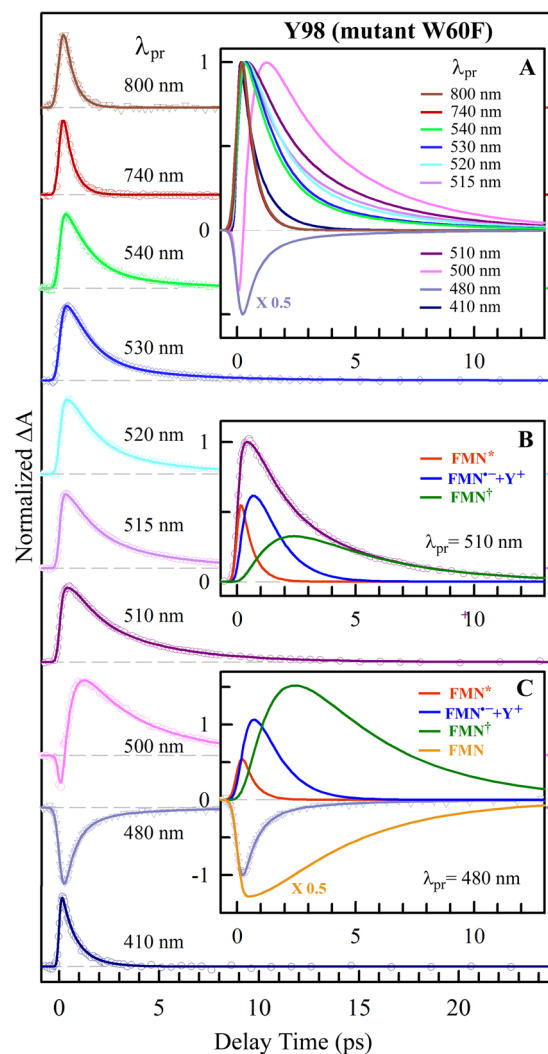 Y98 (mutant W60F)
λpr
800 nm
740 nm
540 nm
530 nm
520 nm
515 nm
510 nm
500 nm
480 nm
410 nm
A
λpr
800 nm
740 nm
540 nm
530 nm
520 nm
515 nm
510 nm
500 nm
480 nm
410 nm
X 0.5
1
0
0
5
10
B
FMN*
FMN•−+Y+
FMN†
λpr= 510 nm
1
0
0
5
10
C
FMN*
FMN•−+Y+
FMN†
FMN
X 0.5
λpr= 480 nm
1
0
-1
0
5
10
Normalized ΔA
0
5
10
15
20
Delay Time (ps)